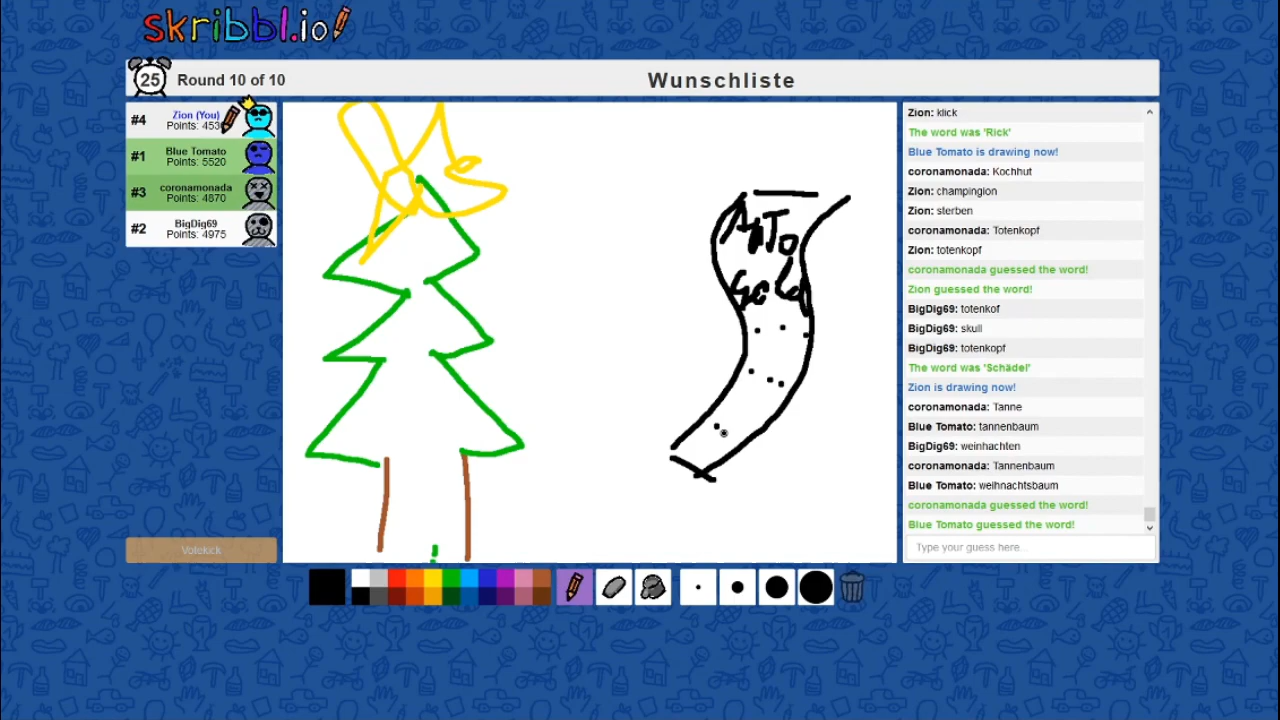 skribbl.io
25 Round 10 of 10 Wunschliste
#4 Zion (You)
Points: 453
#1 Blue Tomato
Points: 5520
#3 coronamonada
Points: 4870
#2 BigDig69
Points: 4975
Votekick
AuTo
GelD
Zion: klick
The word was 'Rick'
Blue Tomato is drawing now!
coronamonada: Kochhut
Zion: champingion
Zion: sterben
coronamonada: Totenkopf
Zion: totenkopf
coronamonada guessed the word!
Zion guessed the word!
BigDig69: totenkof
BigDig69: skull
BigDig69: totenkopf
The word was 'Schädel'
Zion is drawing now!
coronamonada: Tanne
Blue Tomato: tannenbaum
BigDig69: weinhachten
coronamonada: Tannenbaum
Blue Tomato: weihnachtsbaum
coronamonada guessed the word!
Blue Tomato guessed the word!
Type your guess here...